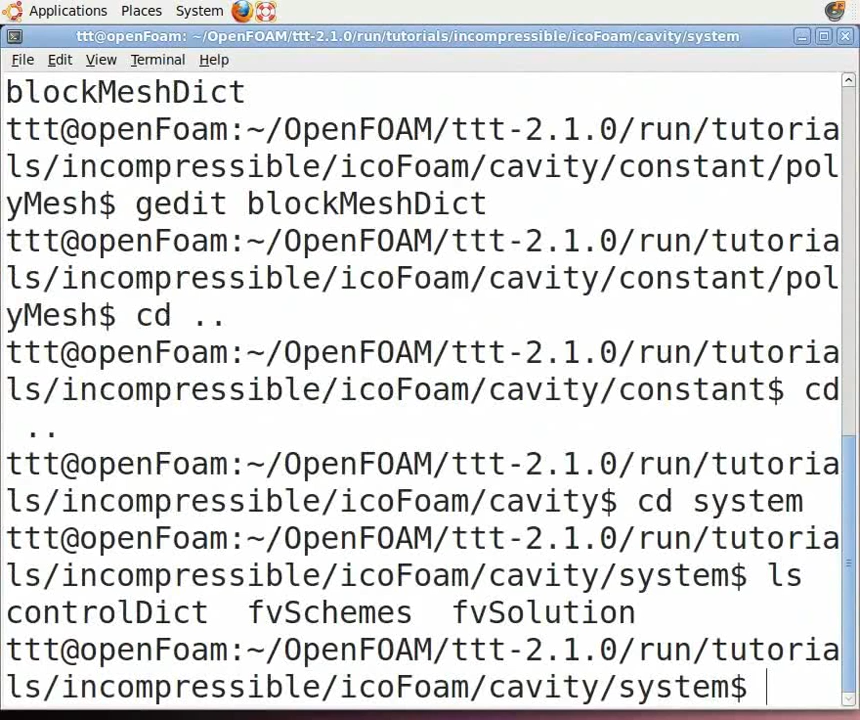 Applications Places System
ttt@openFoam: ~/OpenFOAM/ttt-2.1.0/run/tutorials/incompressible/icoFoam/cavity/system
File Edit View Terminal Help
blockMeshDict
ttt@openFoam:~/OpenFOAM/ttt-2.1.0/run/tutoria
ls/incompressible/icoFoam/cavity/constant/pol
yMesh$ gedit blockMeshDict
ttt@openFoam:~/OpenFOAM/ttt-2.1.0/run/tutoria
ls/incompressible/icoFoam/cavity/constant/pol
yMesh$ cd ..
ttt@openFoam:~/OpenFOAM/ttt-2.1.0/run/tutoria
ls/incompressible/icoFoam/cavity/constant$ cd
..
ttt@openFoam:~/OpenFOAM/ttt-2.1.0/run/tutoria
ls/incompressible/icoFoam/cavity$ cd system
ttt@openFoam:~/OpenFOAM/ttt-2.1.0/run/tutoria
ls/incompressible/icoFoam/cavity/system$ ls
controlDict fvSchemes fvSolution
ttt@openFoam:~/OpenFOAM/ttt-2.1.0/run/tutoria
ls/incompressible/icoFoam/cavity/system$